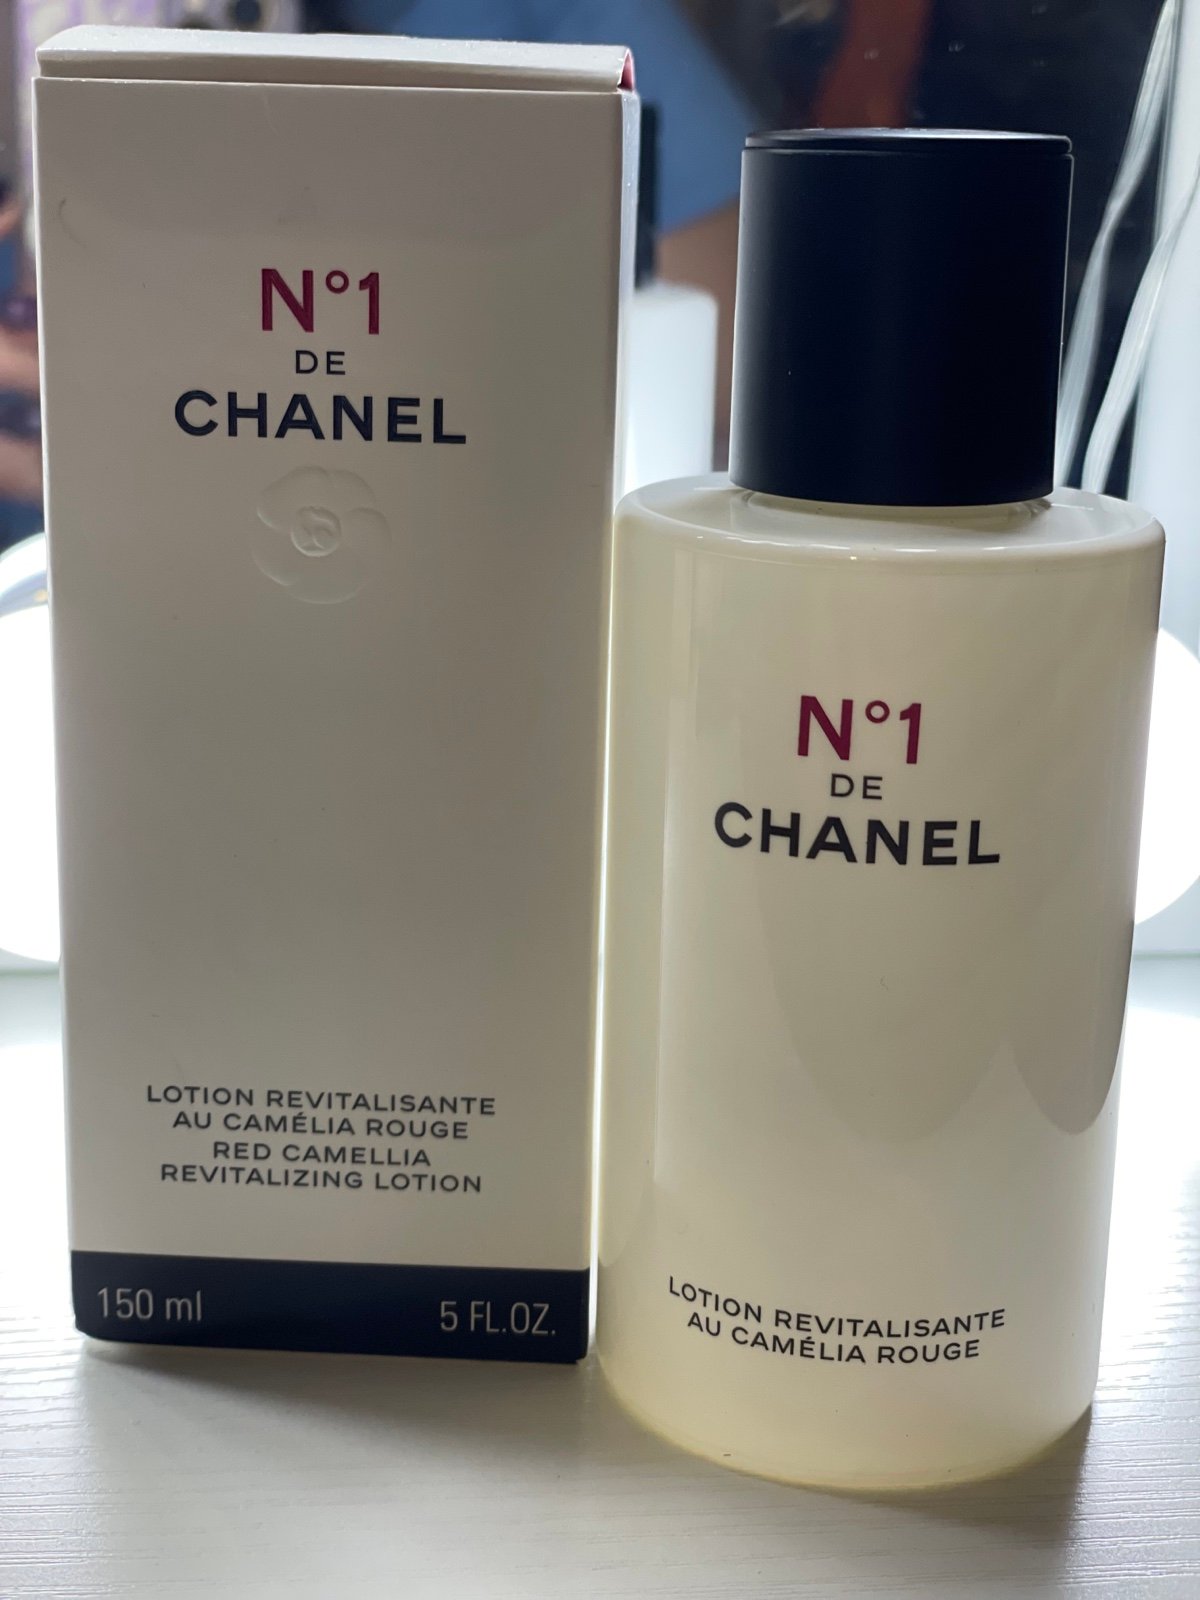 N°1
DE
CHANEL
LOTION REVITALISANTE
AU CAMÉLIA ROUGE
RED CAMELLIA
REVITALIZING LOTION
150 ml
5 FL.OZ.
N°1
DE
CHANEL
LOTION REVITALISANTE
AU CAMÉLIA ROUGE